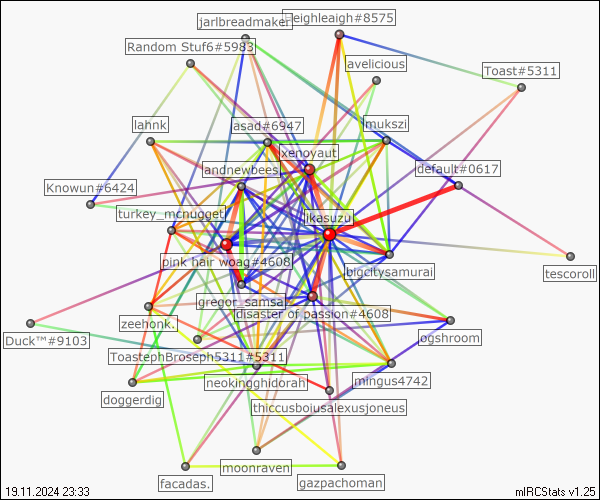 jarlbreadmaker
Beighleigh#8575
Random Stuf6#5983
avelicious
Toast#5311
lahnk
asad#6947
mukszi
xenoyaut
andnewbees
default#0617
Knowun#6424
turkey_mcnugget
ikasuzu
pink hair woag#4608
bigcitysamurai
tescoroll
gregor_samsa
disaster of passion#4608
zeehonk.
ogshroom
Duck™#9103
ToastephBroseph5311#5311
neokingghidorah
mingus4742
doggerdig
thiccusboiusalexusjoneus
moonraven
facadas.
gazpachoman
19.11.2024 23:33
mIRCStats v1.25